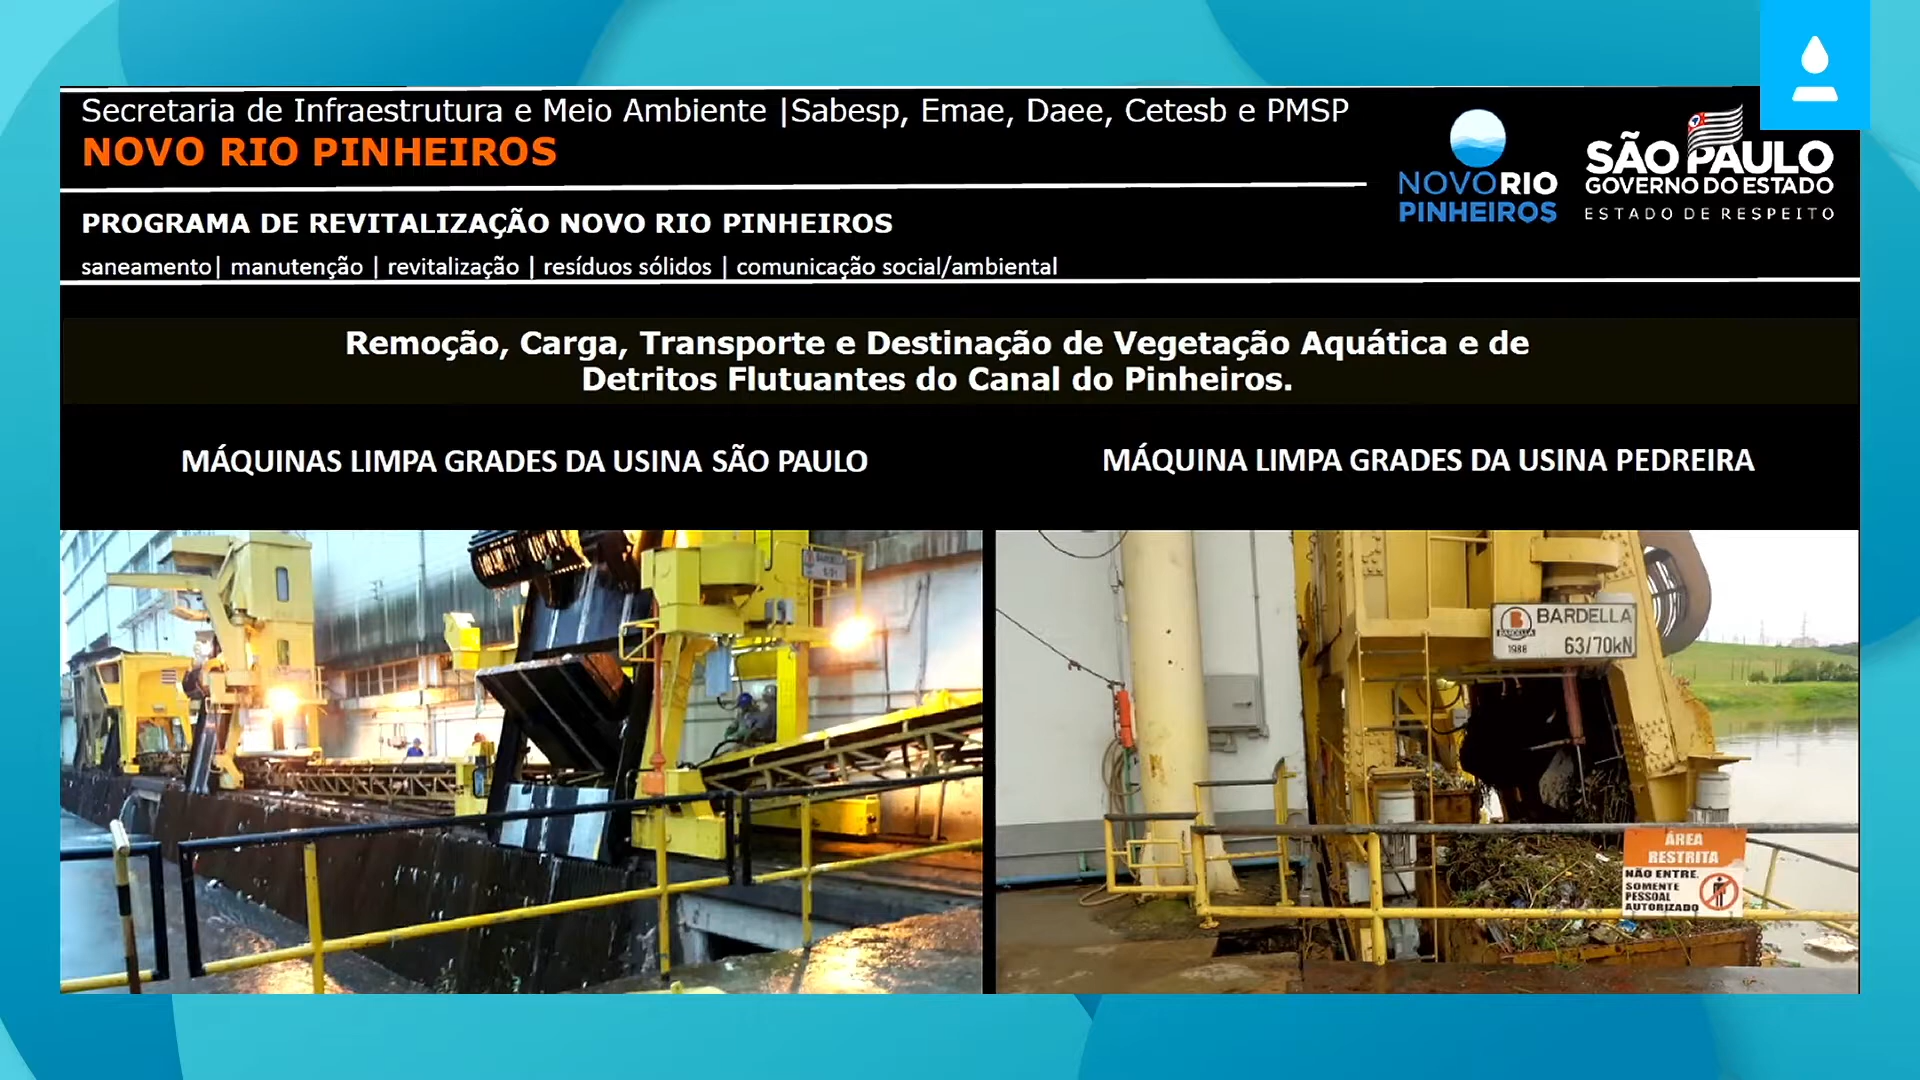 Secretaria de Infraestrutura e Meio Ambiente |Sabesp, Emae, Daee, Cetesb e PMSP
NOVO RIO PINHEIROS
NOVO RIO
PINHEIROS
SÃO PAULO
GOVERNO DO ESTADO
ESTADO DE RESPEITO
PROGRAMA DE REVITALIZAÇÃO NOVO RIO PINHEIROS
saneamento| manutenção | revitalização | resíduos sólidos | comunicação social/ambiental
Remoção, Carga, Transporte e Destinação de Vegetação Aquática e de
Detritos Flutuantes do Canal do Pinheiros.
MÁQUINAS LIMPA GRADES DA USINA SÃO PAULO
MÁQUINA LIMPA GRADES DA USINA PEDREIRA
BARDELLA
BARDELLA
BARDELLA
1988
63/70kN
ÁREA
RESTRITA
NÃO ENTRE.
SOMENTE
PESSOAL
AUTORIZADO